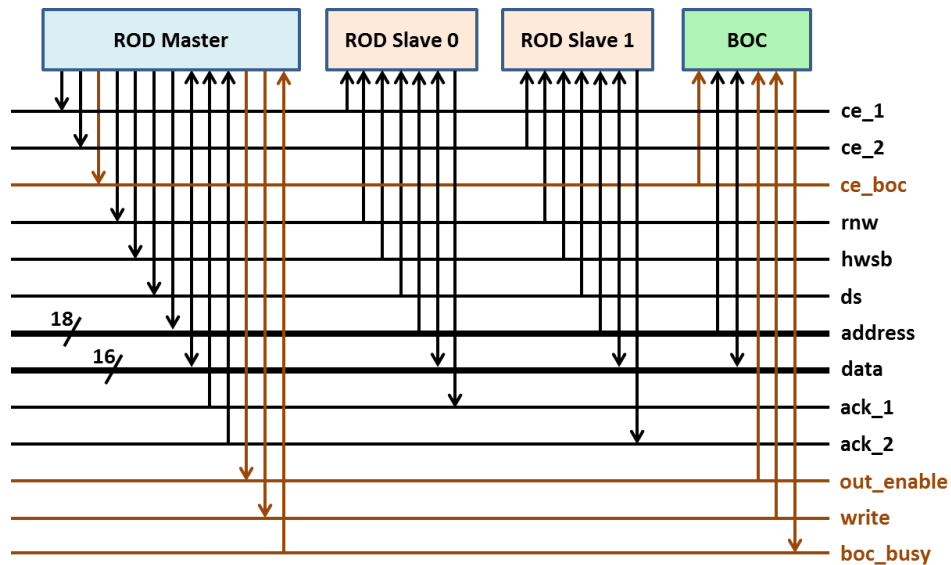 ROD Master
ROD Slave 0
ROD Slave 1
BOC
ce_1
ce_2
ce_boc
rnw
hwsb
ds
18
address
16
data
ack_1
ack_2
out_enable
write
boc_busy